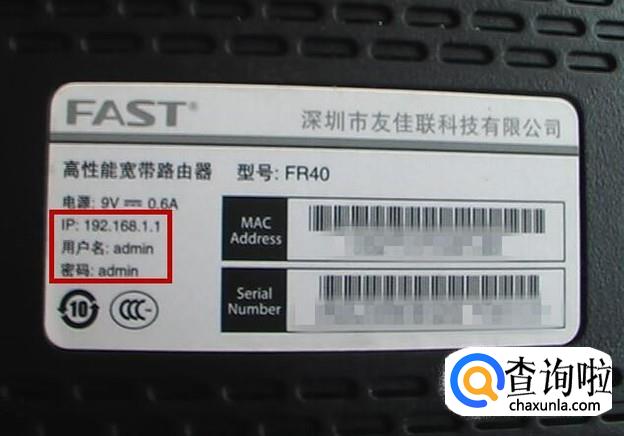 FAST®
深圳市友佳联科技有限公司
高性能宽带路由器 型号: FR40
电源: 9V ⎓ 0.6A
IP: 192.168.1.1
用户名: admin
密码: admin
MAC
Address
Serial
Number
10
CCC
查询啦
chaxunla.com